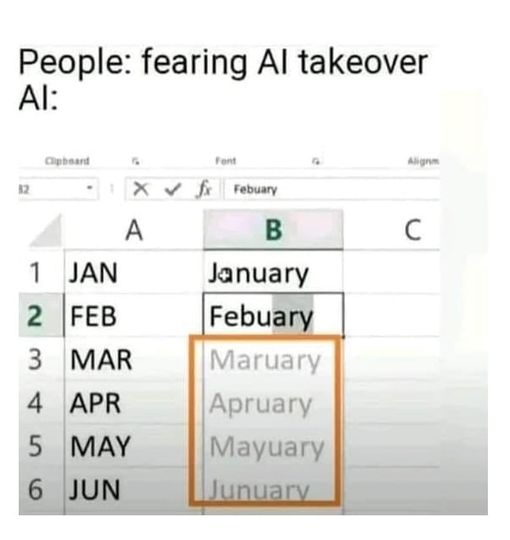 People: fearing AI takeover
AI:
Clipboard Font Alignm
B2 fx Febuary
A B C
1 JAN January
2 FEB Febuary
3 MAR Maruary
4 APR Apruary
5 MAY Mayuary
6 JUN Junuary